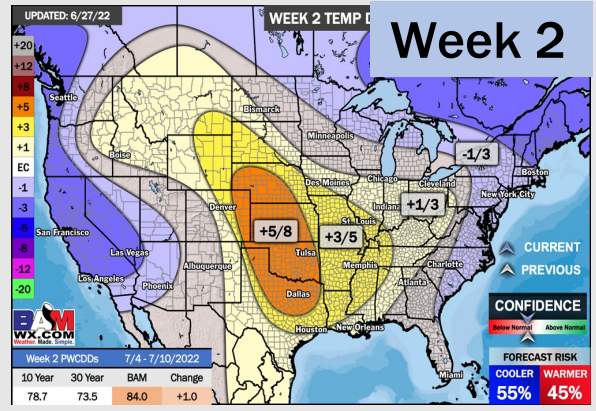 UPDATED: 6/27/22
WEEK 2 TEMP D
Week 2
+20
+12
+8
+5
+3
+1
EC
-1
-3
-5
-8
-12
-20
Seattle
Bismarck
Minneapolis
Boise
-1/3
Boston
Des Moines
Chicago
Cleveland
New York City
Denver
Indiana
+1/3
San Francisco
+5/8
+3/5
St. Louis
Las Vegas
Tulsa
CURRENT
Los Angeles
Albuquerque
Memphis
Charlotte
PREVIOUS
Phoenix
Dallas
Atlanta
Houston
New Orleans
Miami
BAM
WX.COM
Weather. Made. Simple.
CONFIDENCE
Below Normal
Above Normal
FORECAST RISK
COOLER
WARMER
55%
45%
Week 2 PWCDDs
7/4 - 7/10/2022
10 Year
30 Year
BAM
Change
78.7
73.5
84.0
+1.0